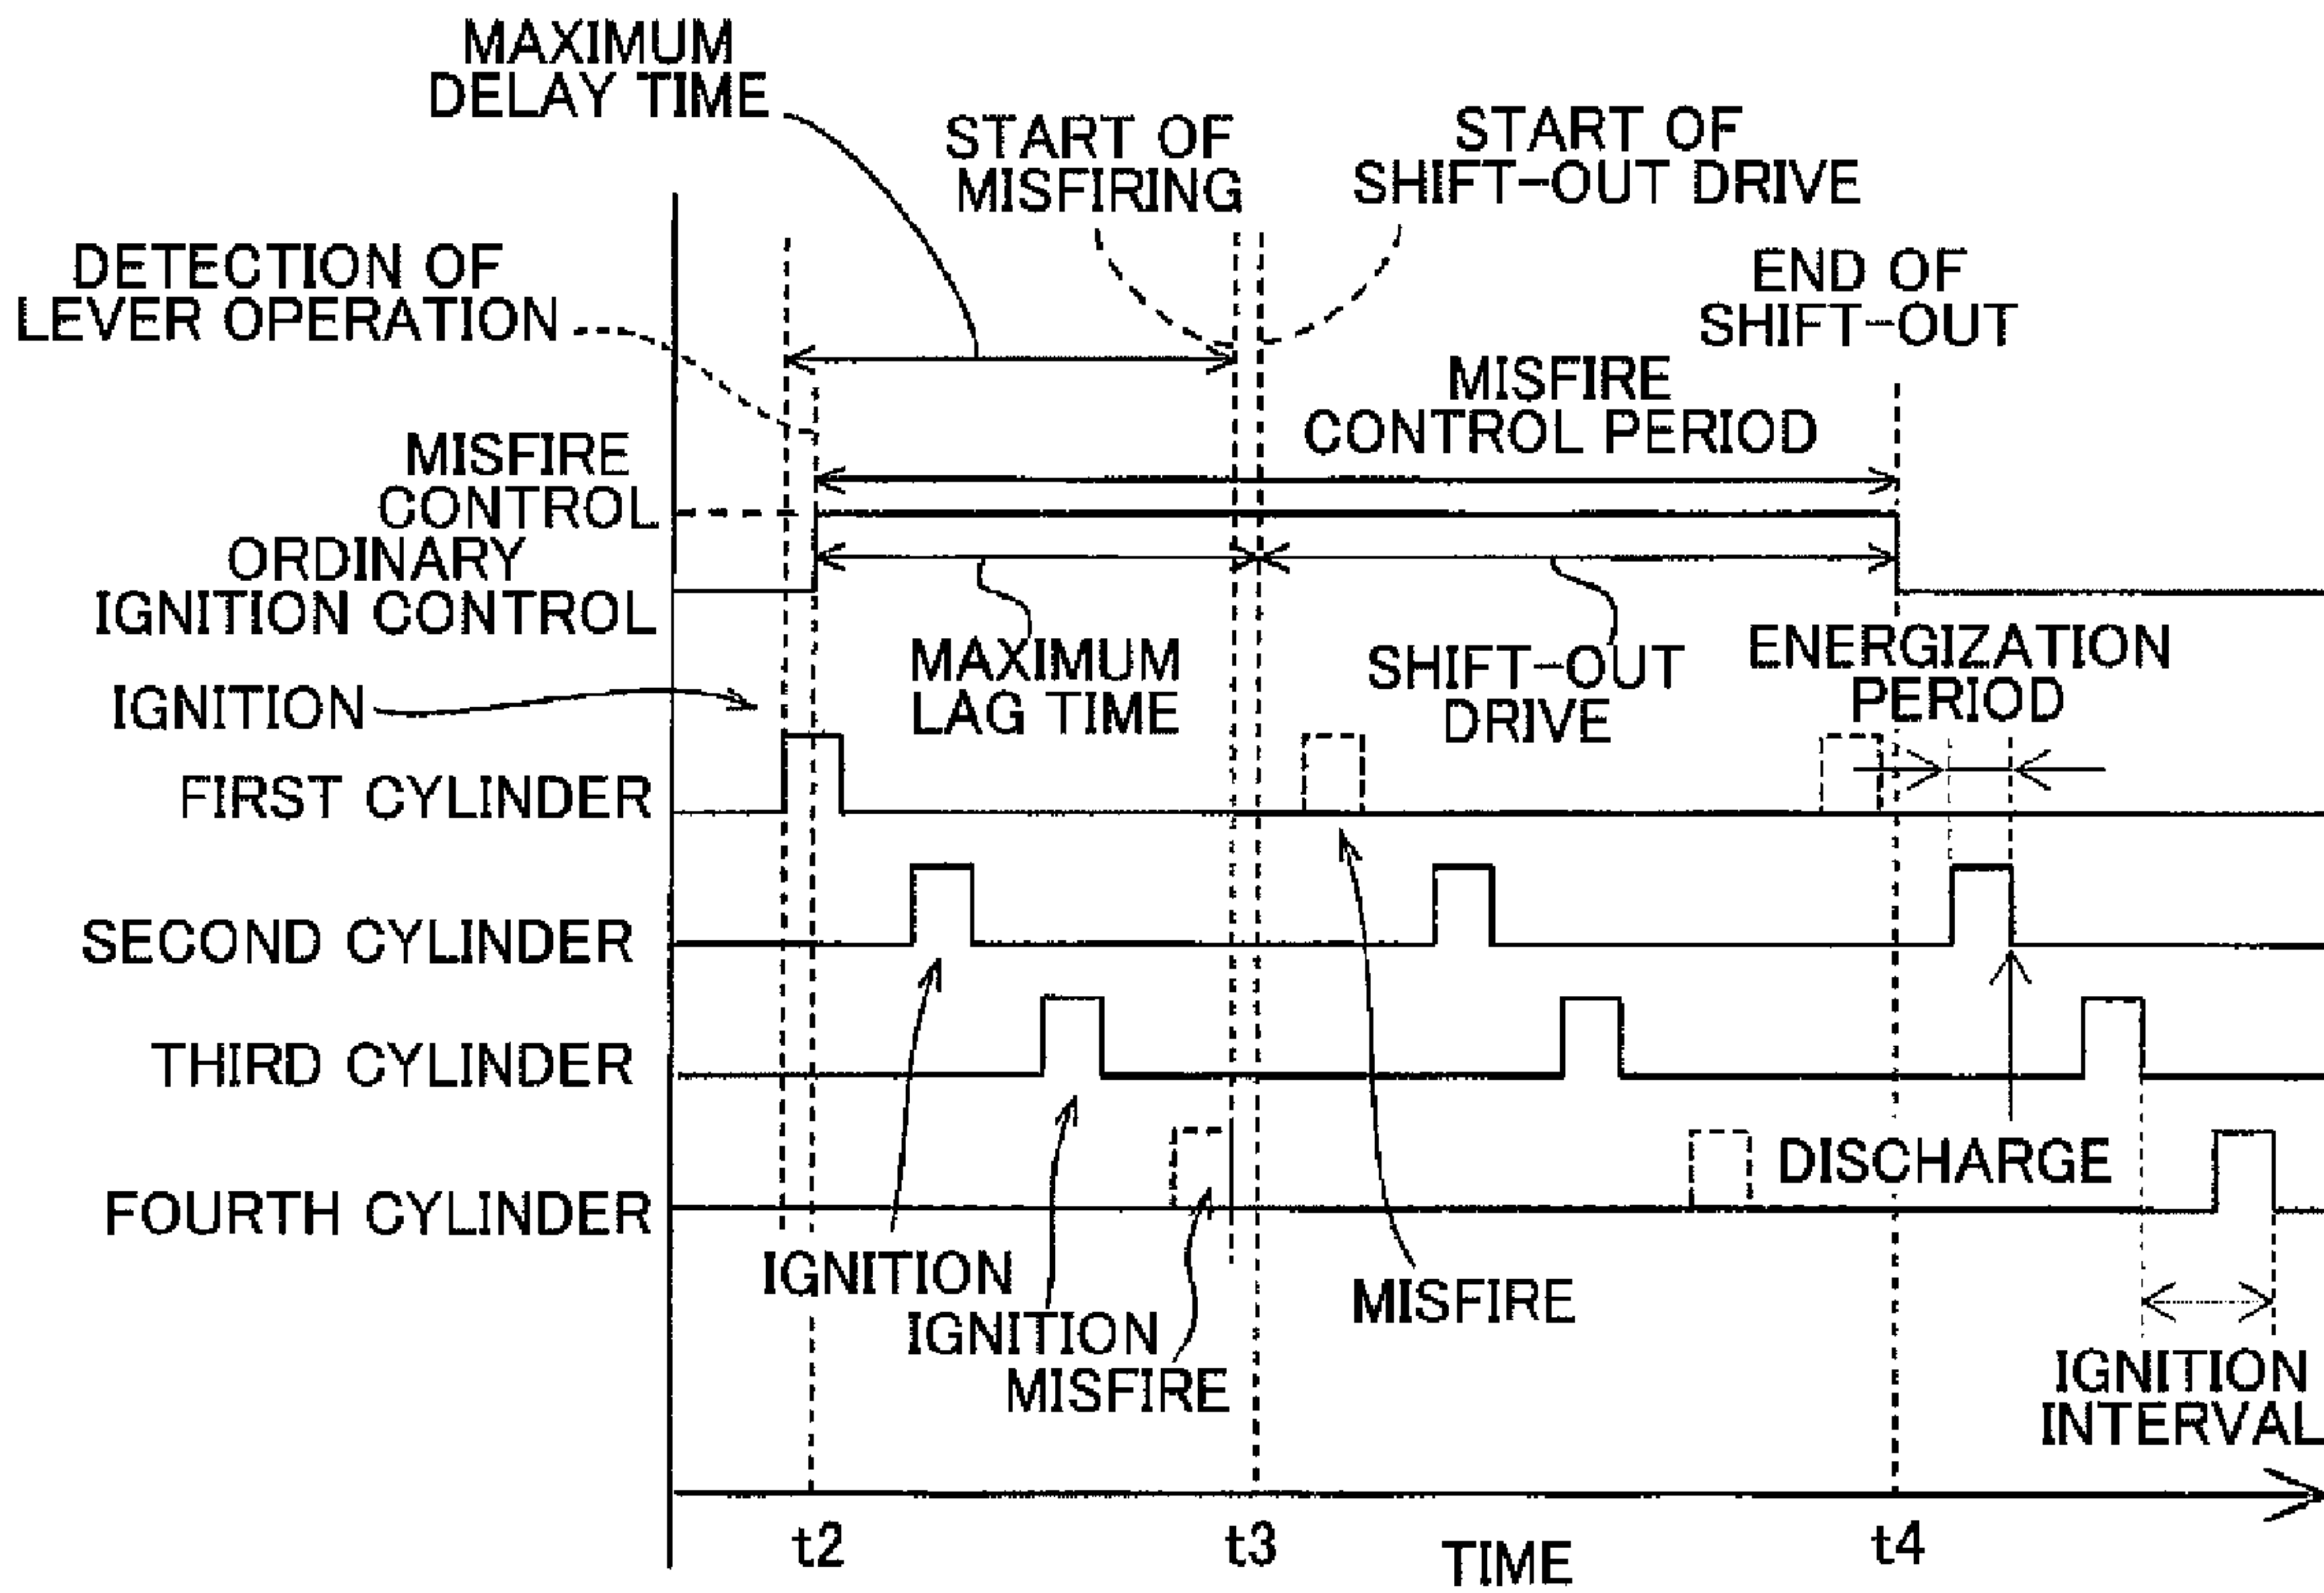 MAXIMUM
DELAY TIME
START OF
MISFIRING
START OF
SHIFT-OUT DRIVE
DETECTION OF
LEVER OPERATION
END OF
SHIFT-OUT
MISFIRE
CONTROL PERIOD
MISFIRE
CONTROL
ORDINARY
IGNITION CONTROL
MAXIMUM
LAG TIME
SHIFT-OUT
DRIVE
ENERGIZATION
PERIOD
IGNITION
FIRST CYLINDER
SECOND CYLINDER
THIRD CYLINDER
DISCHARGE
FOURTH CYLINDER
IGNITION
IGNITION
MISFIRE
MISFIRE
IGNITION
INTERVAL
t2
t3
TIME
t4